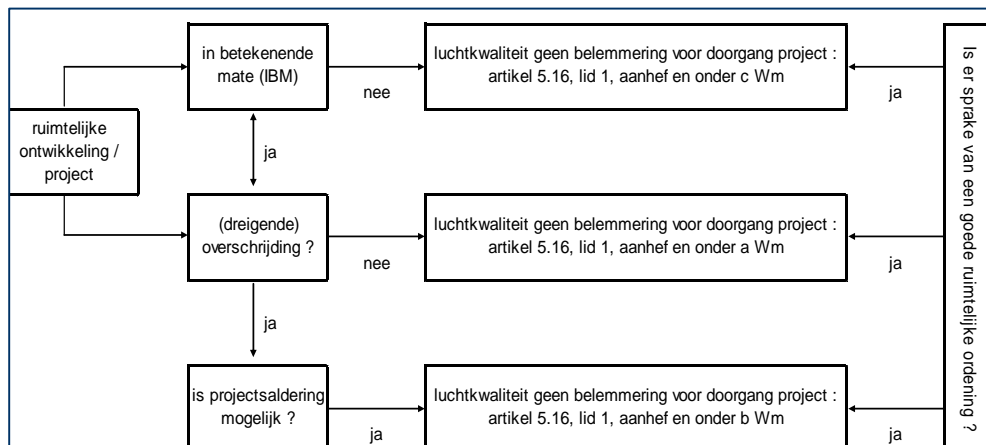 in betekenende
mate (IBM)
nee
luchtkwaliteit geen belemmering voor doorgang project :
artikel 5.16, lid 1, aanhef en onder c Wm
ja
ruimtelijke
ontwikkeling /
project
ja
(dreigende)
overschrijding ?
nee
luchtkwaliteit geen belemmering voor doorgang project :
artikel 5.16, lid 1, aanhef en onder a Wm
ja
ja
is projectsaldering
mogelijk ?
ja
luchtkwaliteit geen belemmering voor doorgang project :
artikel 5.16, lid 1, aanhef en onder b Wm
ja
Is er sprake van een goede ruimtelijke ordening ?